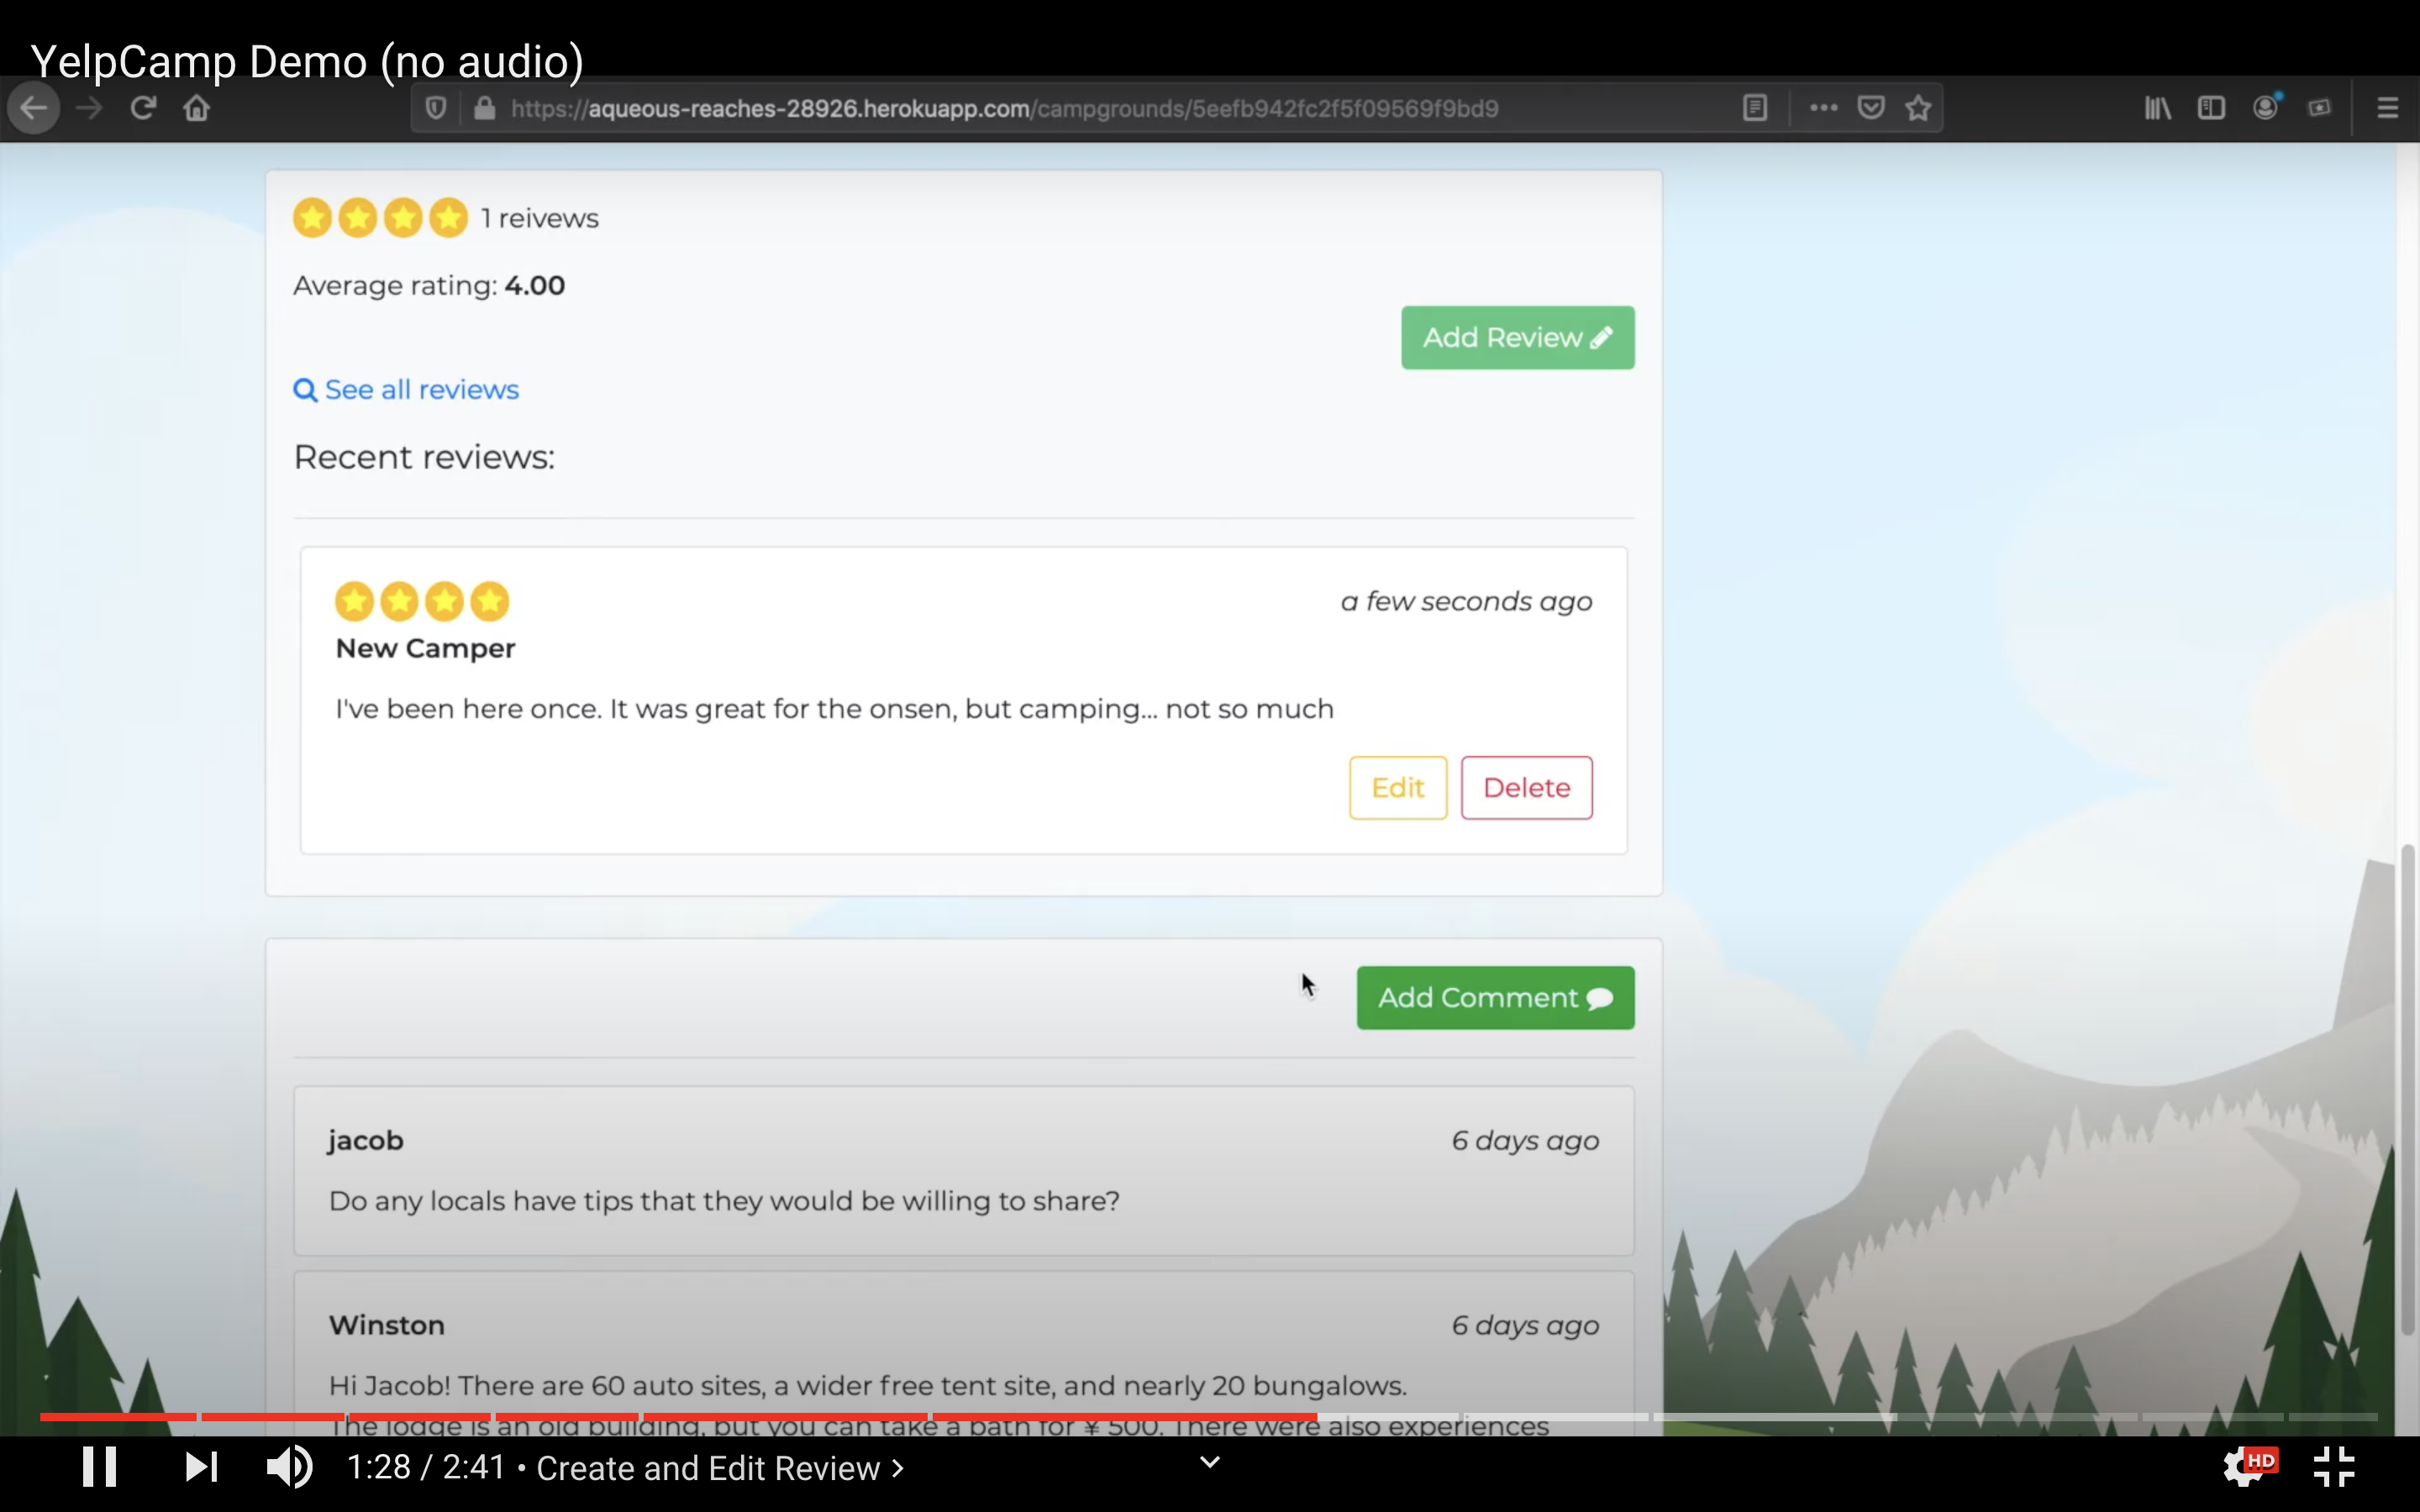 YelpCamp Demo (no audio)
https://aqueous-reaches-28926.herokuapp.com/campgrounds/5eefb942fc2f5f09569f9bd9
1 reivews
Average rating: 4.00
Add Review
See all reviews
Recent reviews:
a few seconds ago
New Camper
I've been here once. It was great for the onsen, but camping... not so much
Edit Delete
Add Comment
jacob 6 days ago
Do any locals have tips that they would be willing to share?
Winston 6 days ago
Hi Jacob! There are 60 auto sites, a wider free tent site, and nearly 20 bungalows.
The lodge is an old building, but you can take a bath for ¥ 500. There were also experiences
1:28 / 2:41 • Create and Edit Review >
HD